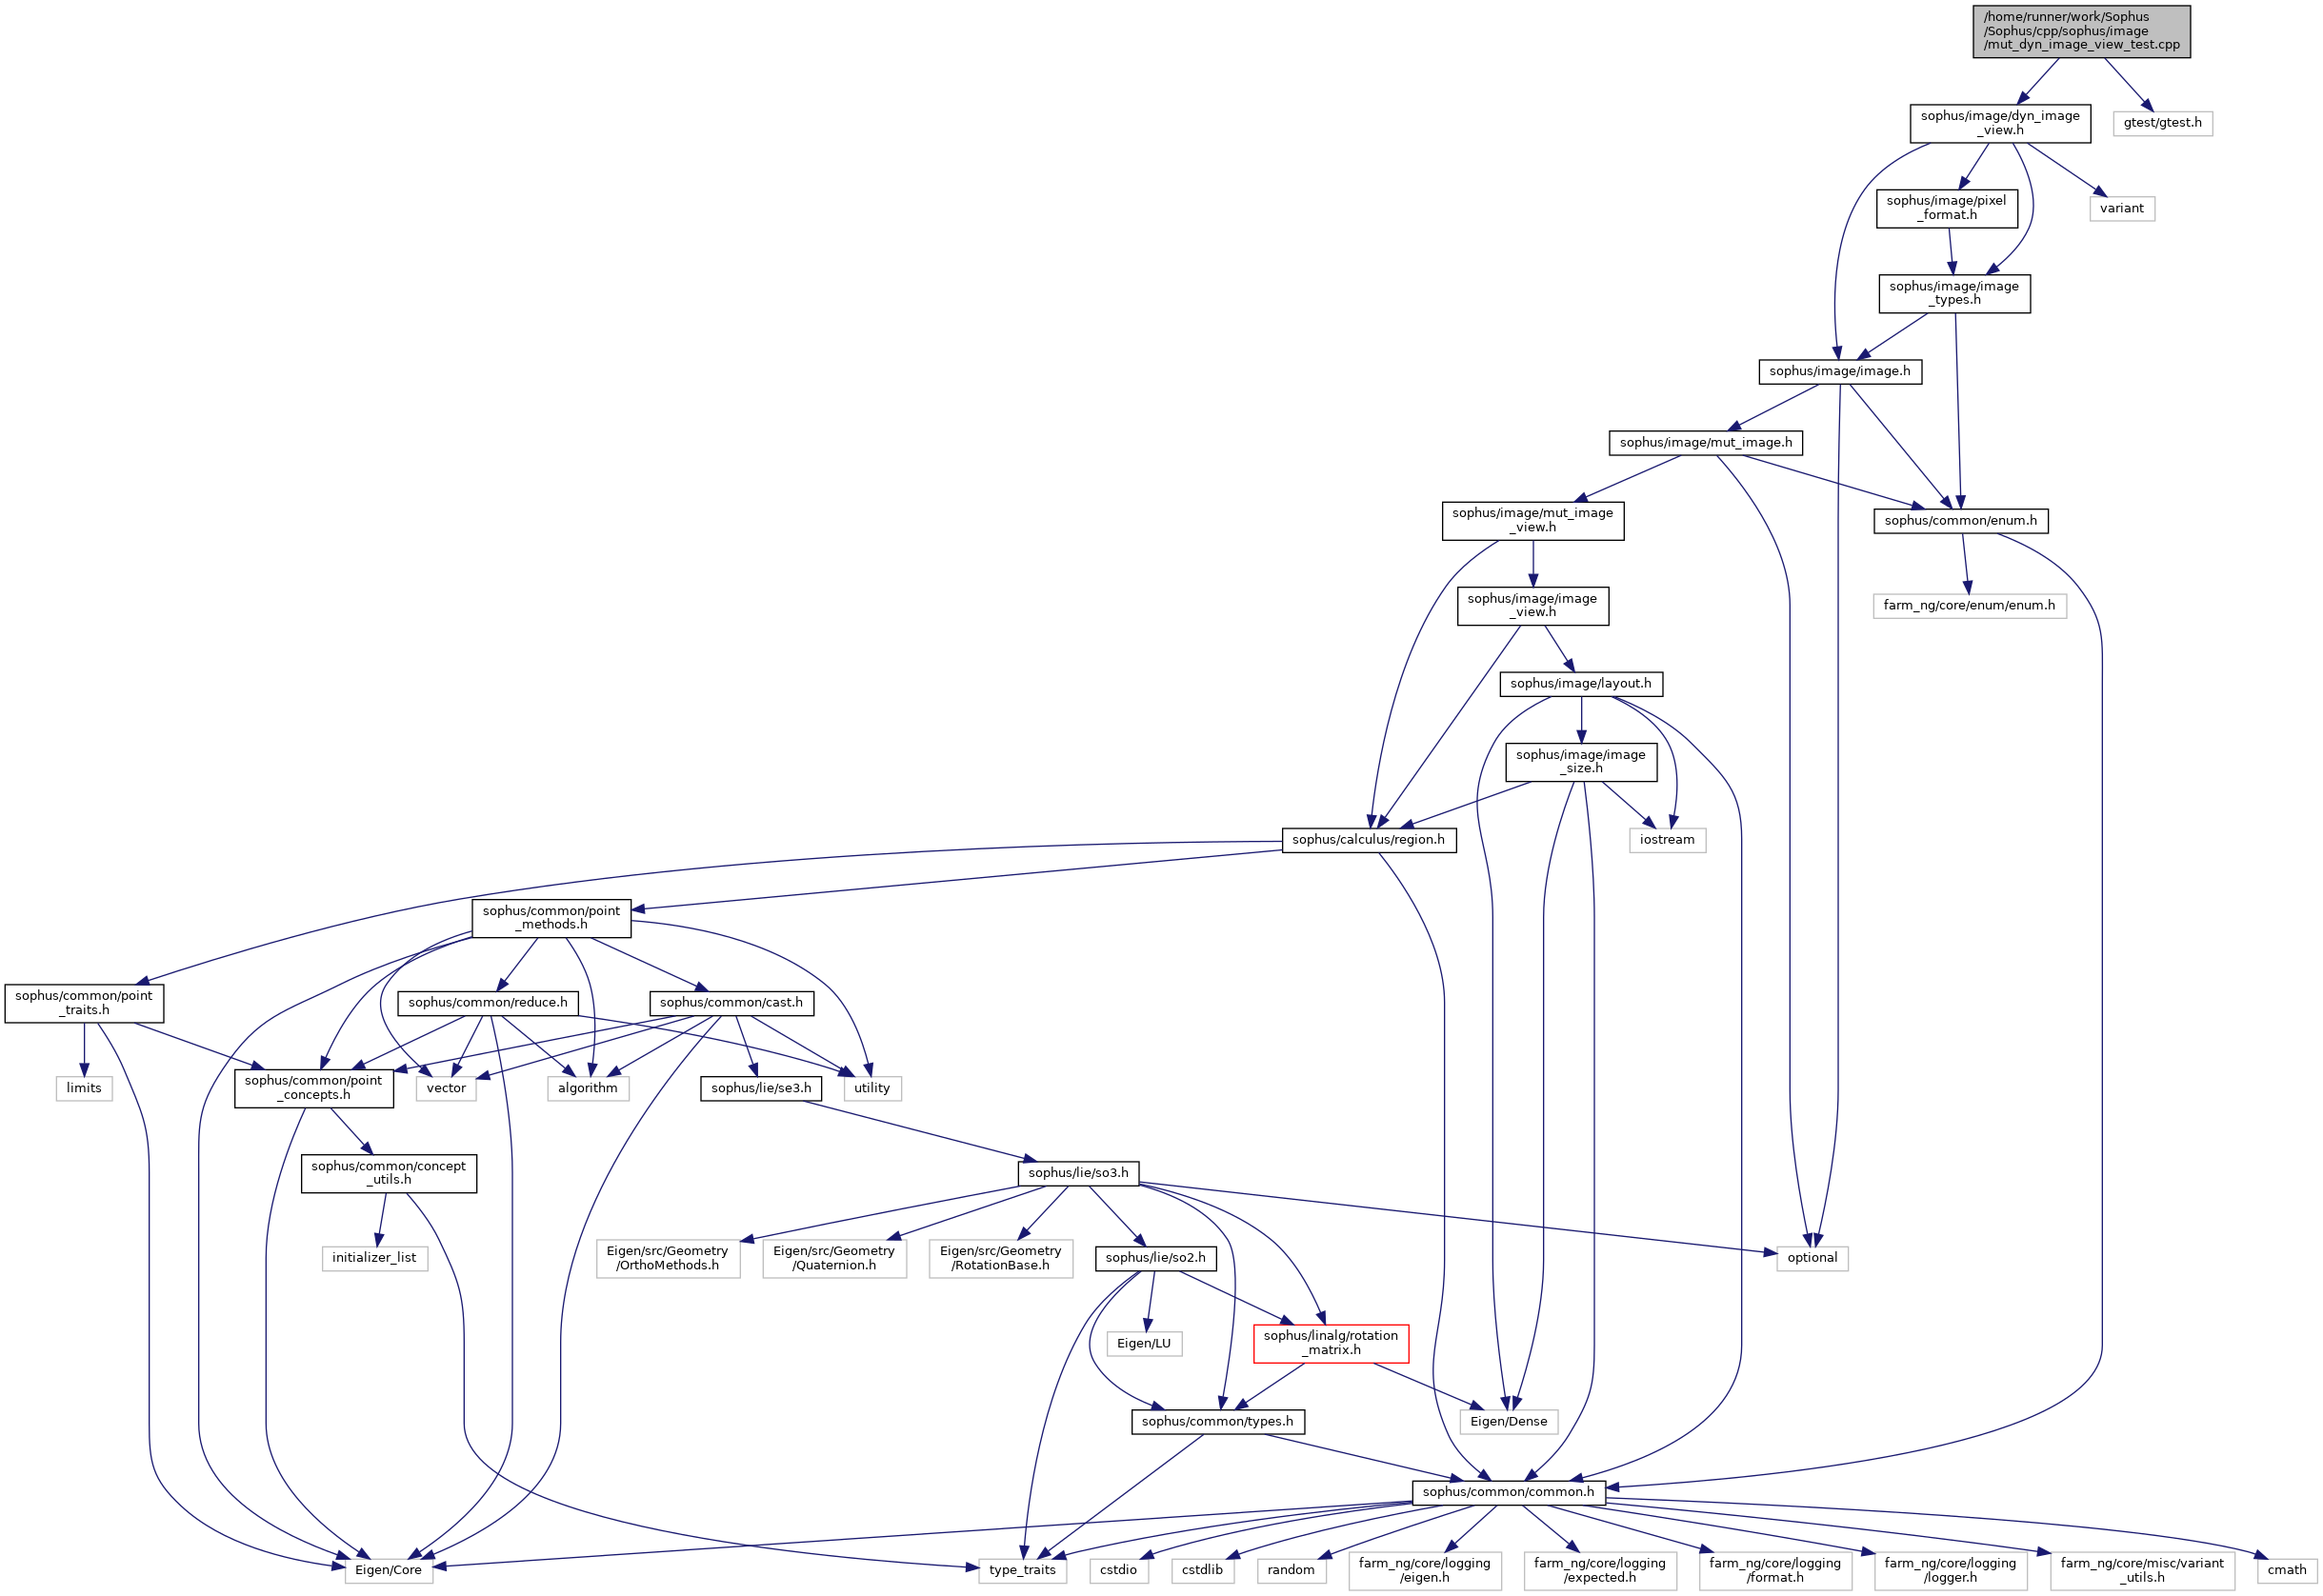 /home/runner/work/Sophus
/Sophus/cpp/sophus/image
/mut_dyn_image_view_test.cpp
sophus/image/dyn_image
_view.h
gtest/gtest.h
sophus/image/pixel
_format.h
variant
sophus/image/image
_types.h
sophus/image/image.h
sophus/image/mut_image.h
sophus/image/mut_image
_view.h
sophus/common/enum.h
sophus/image/image
_view.h
farm_ng/core/enum/enum.h
sophus/image/layout.h
sophus/image/image
_size.h
sophus/calculus/region.h
iostream
sophus/common/point
_methods.h
sophus/common/point
_traits.h
sophus/common/reduce.h
sophus/common/cast.h
limits
sophus/common/point
_concepts.h
vector
algorithm
sophus/lie/se3.h
utility
sophus/common/concept
_utils.h
sophus/lie/so3.h
initializer_list
Eigen/src/Geometry
/OrthoMethods.h
Eigen/src/Geometry
/Quaternion.h
Eigen/src/Geometry
/RotationBase.h
sophus/lie/so2.h
optional
Eigen/LU
sophus/linalg/rotation
_matrix.h
sophus/common/types.h
Eigen/Dense
sophus/common/common.h
Eigen/Core
type_traits
cstdio
cstdlib
random
farm_ng/core/logging
/eigen.h
farm_ng/core/logging
/expected.h
farm_ng/core/logging
/format.h
farm_ng/core/logging
/logger.h
farm_ng/core/misc/variant
_utils.h
cmath